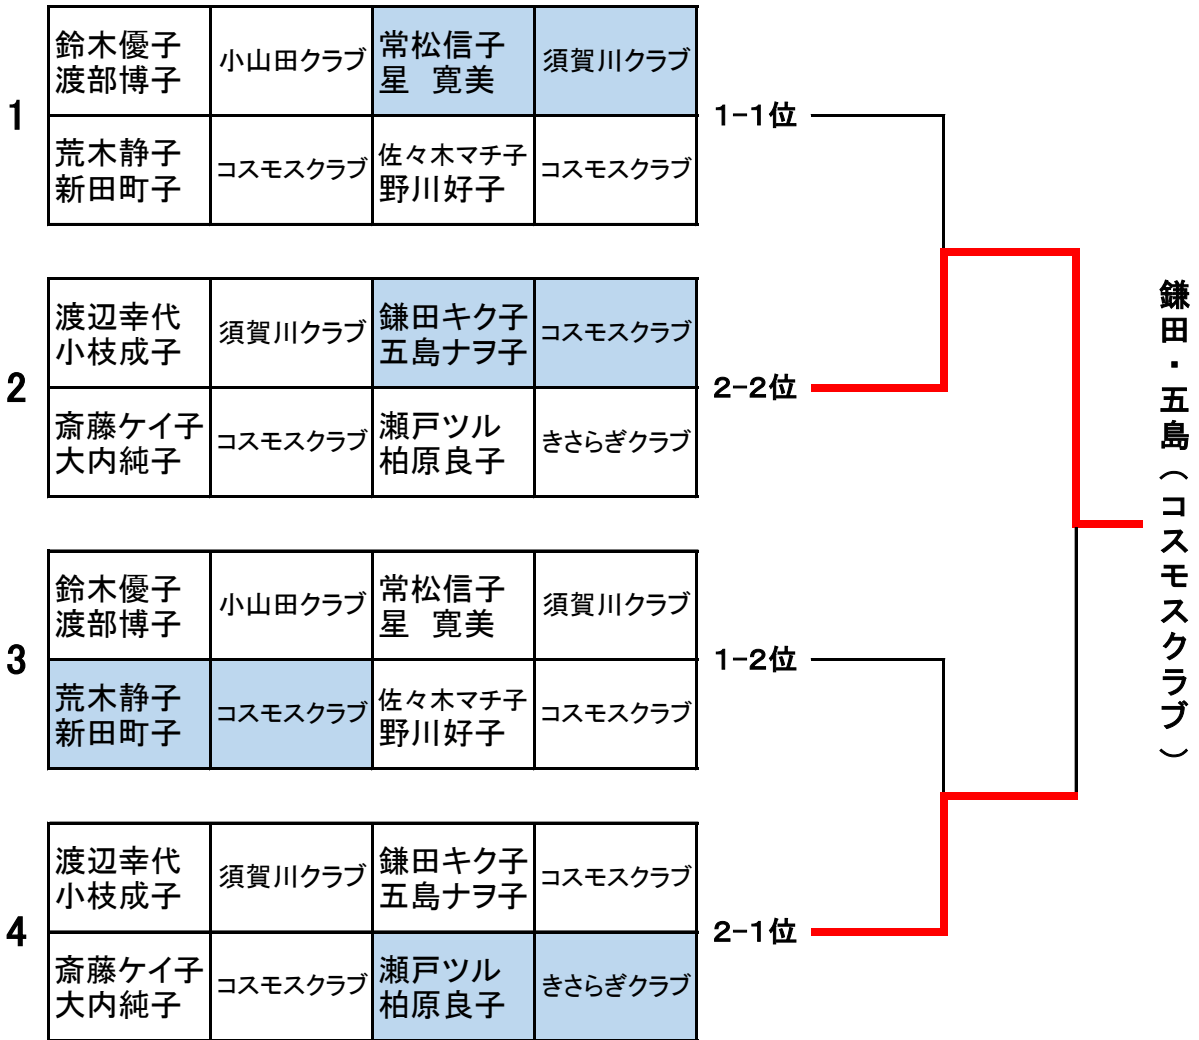 1
鈴木優子
渡部博子
小山田クラブ
常松信子
星　寛美
須賀川クラブ
荒木静子
新田町子
コスモスクラブ
佐々木マチ子
野川好子
コスモスクラブ
1-1位
2
渡辺幸代
小枝成子
須賀川クラブ
鎌田キク子
五島ナヲ子
コスモスクラブ
斎藤ケイ子
大内純子
コスモスクラブ
瀬戸ツル
柏原良子
きさらぎクラブ
2-2位
3
鈴木優子
渡部博子
小山田クラブ
常松信子
星　寛美
須賀川クラブ
荒木静子
新田町子
コスモスクラブ
佐々木マチ子
野川好子
コスモスクラブ
1-2位
4
渡辺幸代
小枝成子
須賀川クラブ
鎌田キク子
五島ナヲ子
コスモスクラブ
斎藤ケイ子
大内純子
コスモスクラブ
瀬戸ツル
柏原良子
きさらぎクラブ
2-1位
鎌田・五島（コスモスクラブ）